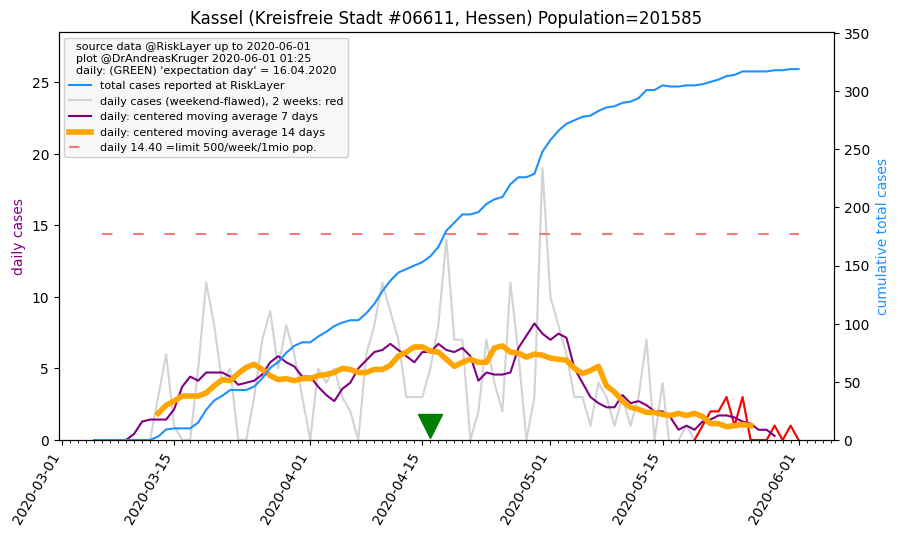 Kassel (Kreisfreie Stadt #06611, Hessen) Population=201585
source data @RiskLayer up to 2020-06-01
plot @DrAndreasKruger 2020-06-01 01:25
daily: (GREEN) 'expectation day' = 16.04.2020
total cases reported at RiskLayer
daily cases (weekend-flawed), 2 weeks: red
daily: centered moving average 7 days
daily: centered moving average 14 days
daily 14.40 =limit 500/week/1mio pop.
daily cases
0
5
10
15
20
25
cumulative total cases
0
50
100
150
200
250
300
350
2020-03-01
2020-03-15
2020-04-01
2020-04-15
2020-05-01
2020-05-15
2020-06-01